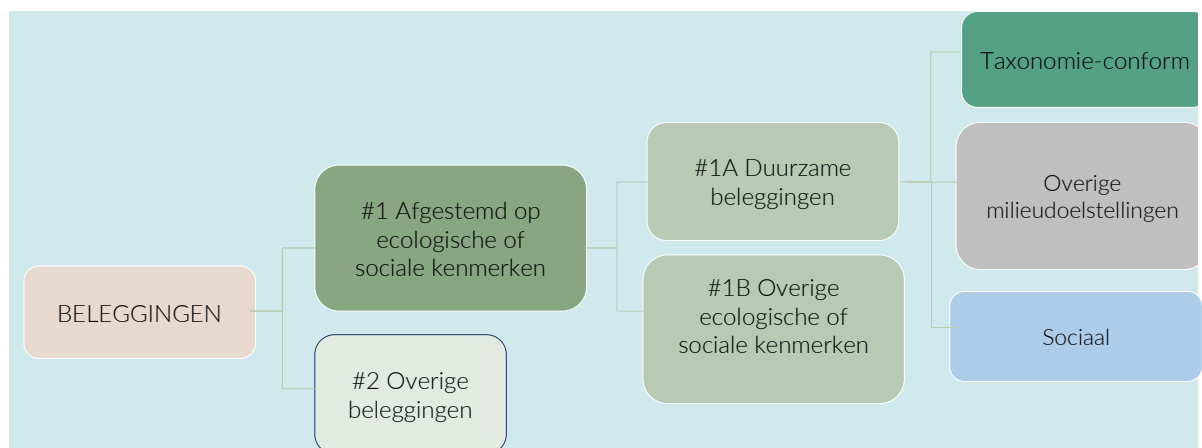 BELEGGINGEN
#1 Afgestemd op
ecologische of
sociale kenmerken
#2 Overige
beleggingen
#1A Duurzame
beleggingen
#1B Overige
ecologische of
sociale kenmerken
Taxonomie-conform
Overige
milieudoelstellingen
Sociaal